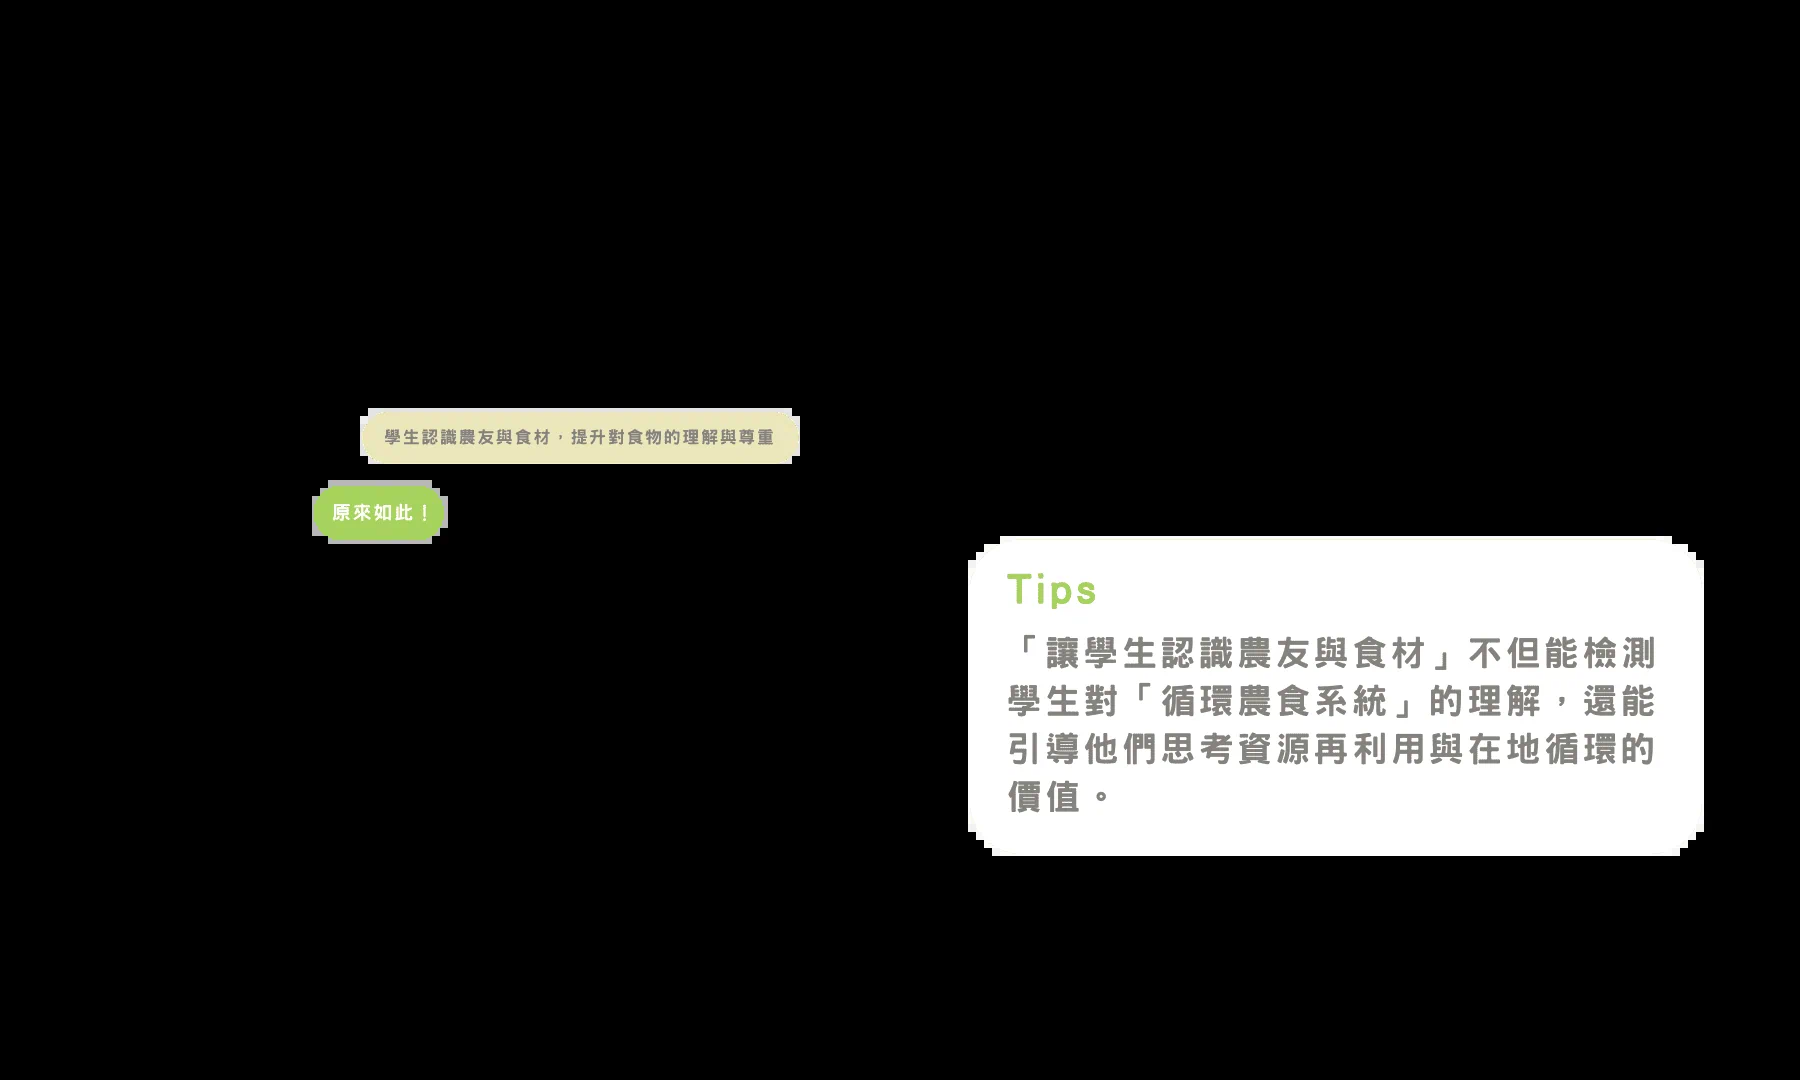 學生認識農友與食材，提升對食物的理解與尊重
原來如此！
Tips
「讓學生認識農友與食材」不但能檢測
學生對「循環農食系統」的理解，還能
引導他們思考資源再利用與在地循環的
價值。